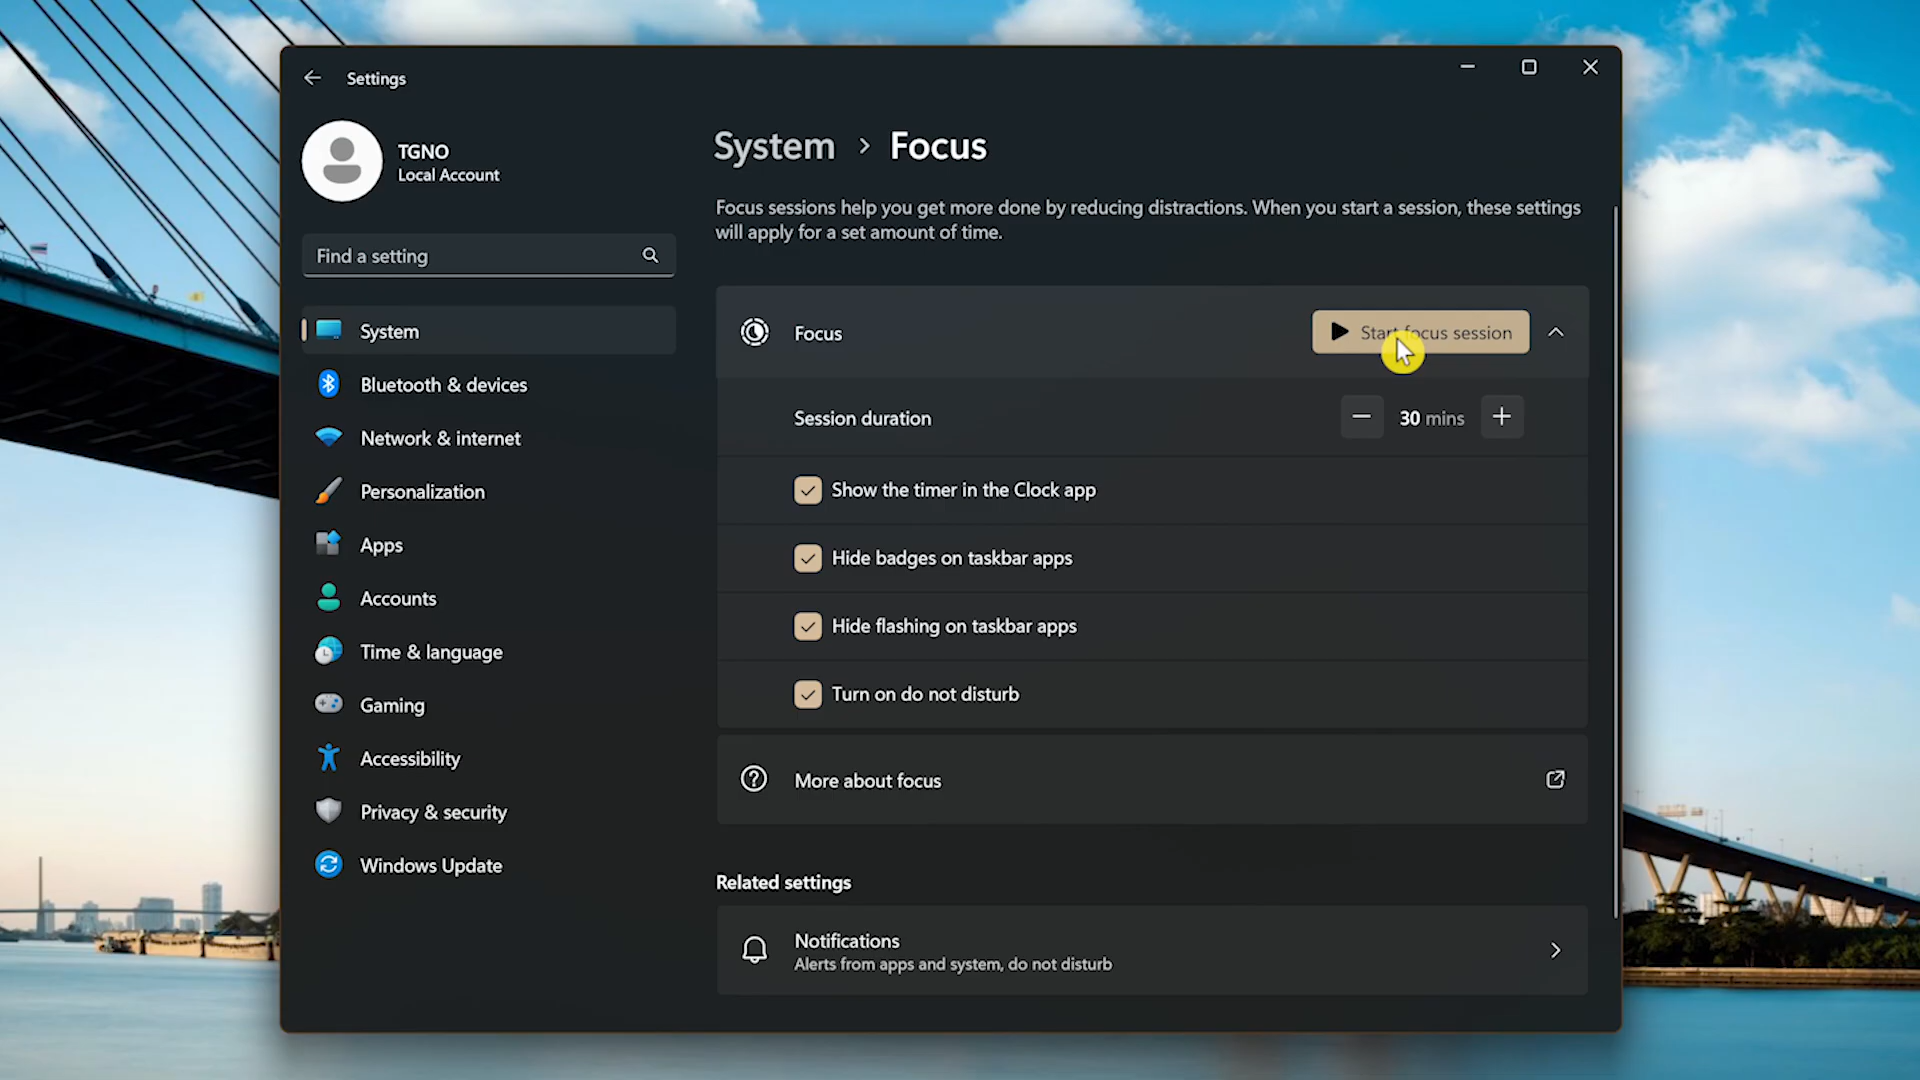 Settings
TGNO
Local Account
Find a setting
System
Bluetooth & devices
Network & internet
Personalization
Apps
Accounts
Time & language
Gaming
Accessibility
Privacy & security
Windows Update
System > Focus
Focus sessions help you get more done by reducing distractions. When you start a session, these settings
will apply for a set amount of time.
Focus
Start focus session
Session duration
30 mins
Show the timer in the Clock app
Hide badges on taskbar apps
Hide flashing on taskbar apps
Turn on do not disturb
More about focus
Related settings
Notifications
Alerts from apps and system, do not disturb